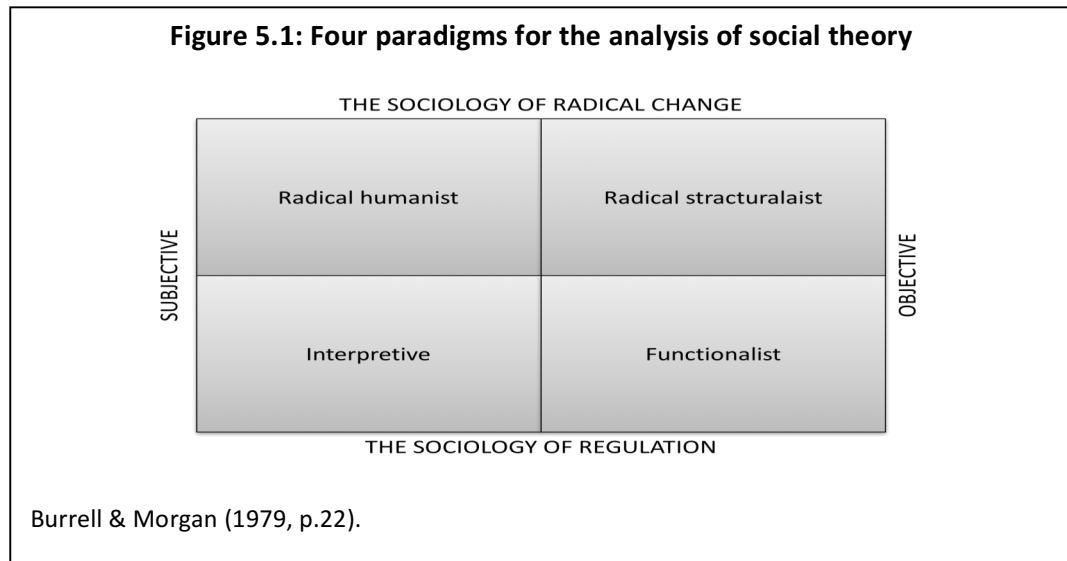 Figure 5.1: Four paradigms for the analysis of social theory
THE SOCIOLOGY OF RADICAL CHANGE
Radical humanist
Radical stracturalaist
SUBJECTIVE
OBJECTIVE
Interpretive
Functionalist
THE SOCIOLOGY OF REGULATION
Burrell & Morgan (1979, p.22).